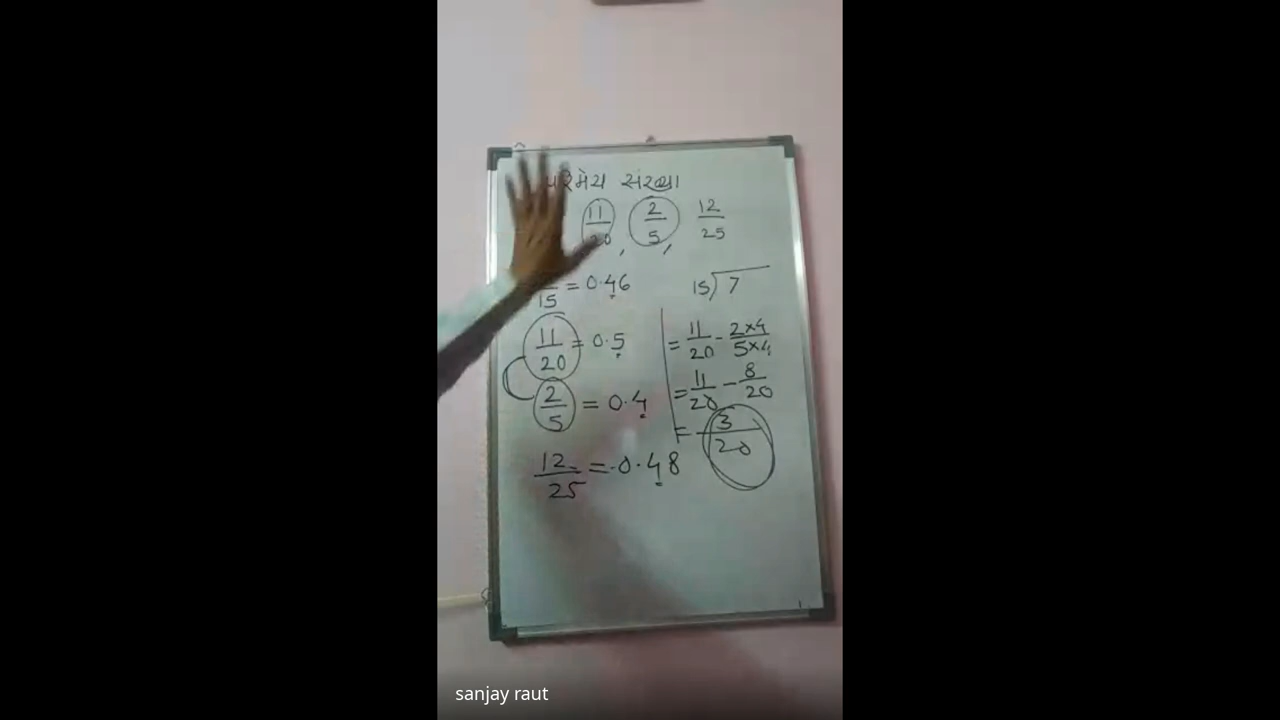 પરિમેય સંખ્યા
11/20, 2/5, 12/25
15 = 0.46
15) 7
11/20 = 0.5
2/5 = 0.4
12/25 = 0.48
= 11/20 - 2×4/5×4
= 11/20 - 8/20
= 3/20
sanjay raut